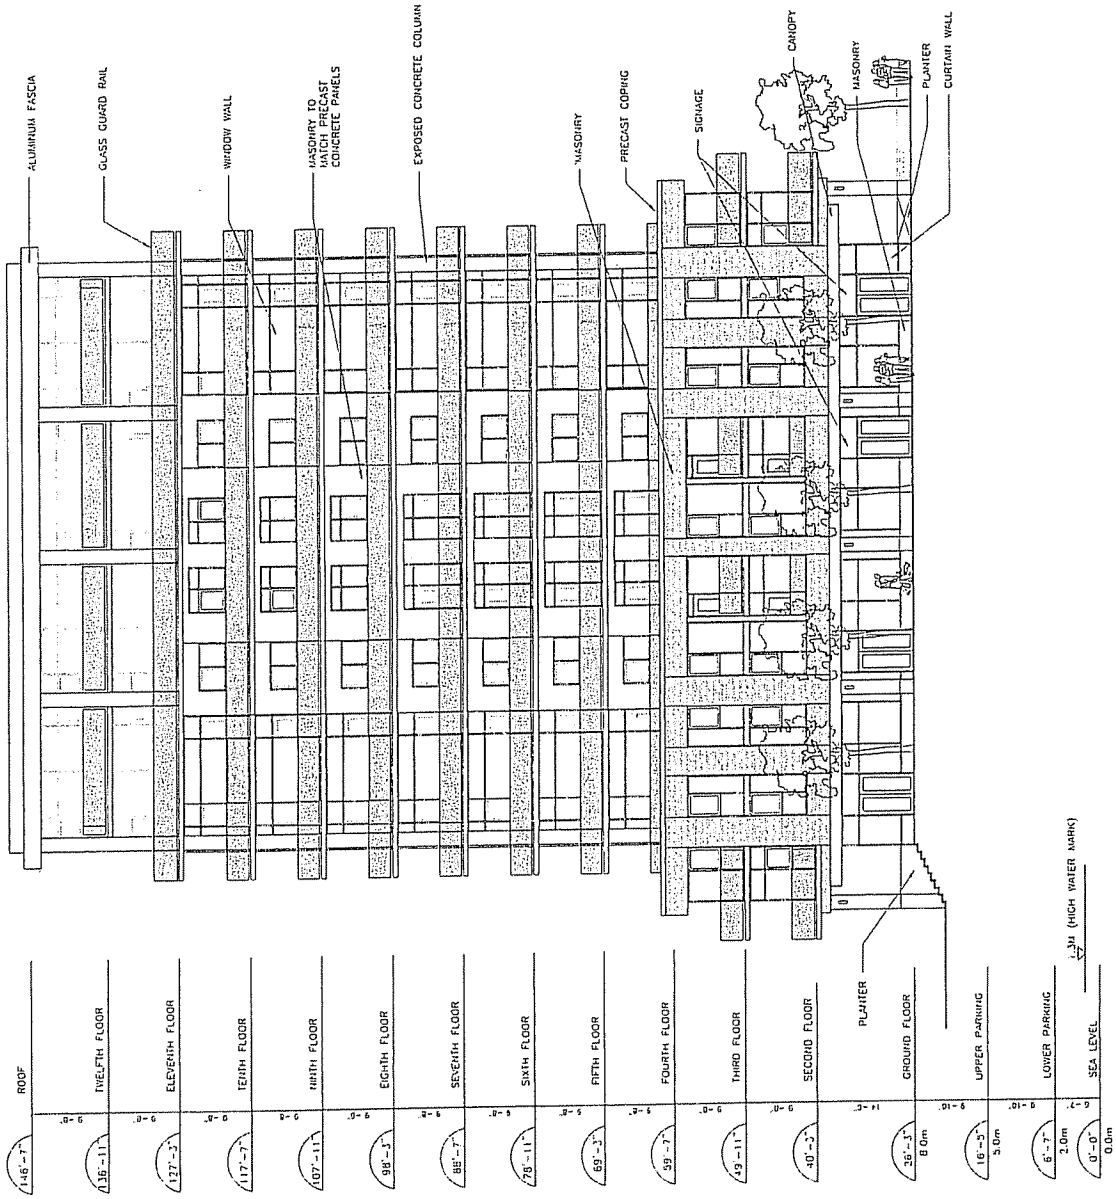 ALUMINUM FASCIA
GLASS GUARD RAIL
WINDOW WALL
MASONRY TO
MATCH PRECAST
CONCRETE PANELS
EXPOSED CONCRETE COLUMN
MASONRY
PRECAST COPING
SIGNAGE
CANOPY
MASONRY
PLANTER
CURTAIN WALL
PLANTER
(HIGH WATER MARK)
146'-7" ROOF
136'-11" TWELFTH FLOOR
127'-3" ELEVENTH FLOOR
117'-7" TENTH FLOOR
107'-11" NINTH FLOOR
98'-3" EIGHTH FLOOR
88'-7" SEVENTH FLOOR
78'-11" SIXTH FLOOR
69'-3" FIFTH FLOOR
59'-7" FOURTH FLOOR
49'-11" THIRD FLOOR
40'-3" SECOND FLOOR
26'-3" GROUND FLOOR
8.0m
16'-5" UPPER PARKING
5.0m
6'-7" LOWER PARKING
2.0m
0'-0" SEA LEVEL
0.0m